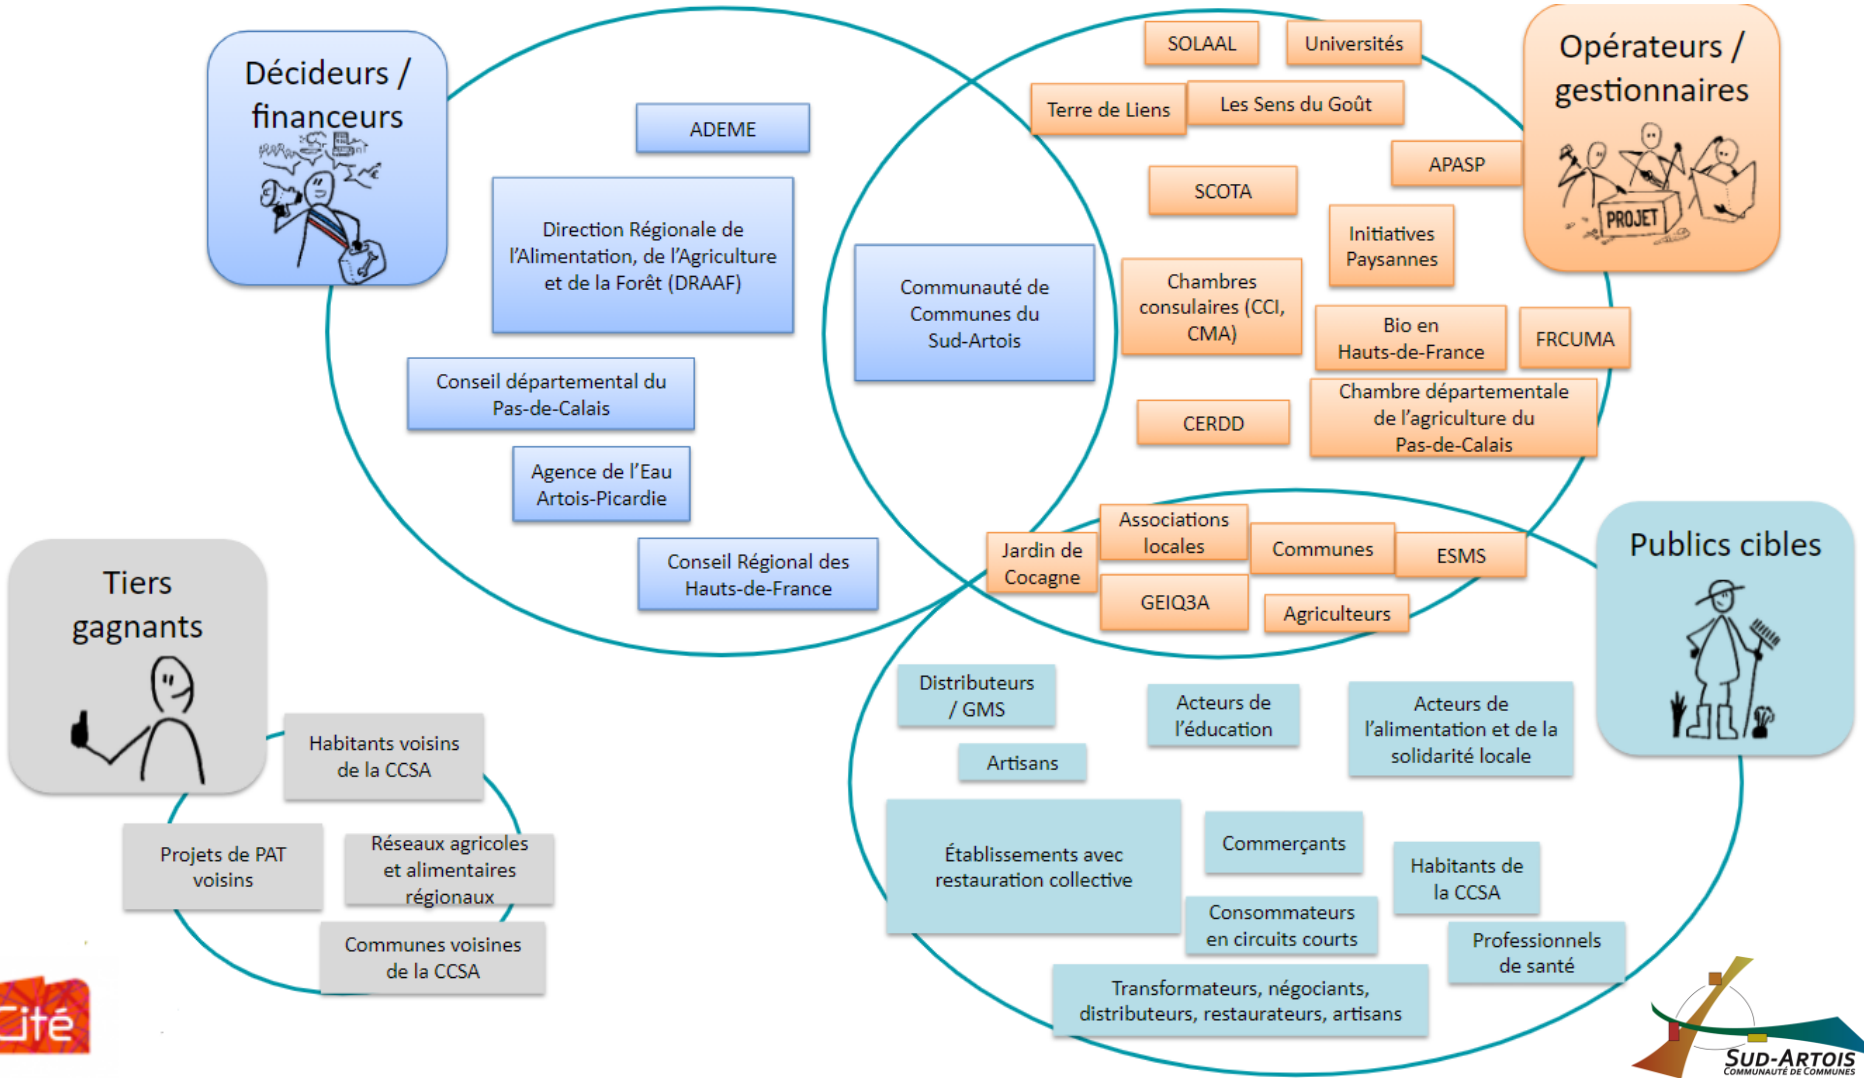 Décideurs /
financeurs
ADEME
Direction Régionale de
l'Alimentation, de l'Agriculture
et de la Forêt (DRAAF)
Conseil départemental du
Pas-de-Calais
Agence de l'Eau
Artois-Picardie
Conseil Régional des
Hauts-de-France
Communauté de
Communes du
Sud-Artois
Opérateurs /
gestionnaires
PROJET
SOLAAL
Universités
Terre de Liens
Les Sens du Goût
APASP
SCOTA
Initiatives
Paysannes
Chambres
consulaires (CCI,
CMA)
Bio en
Hauts-de-France
FRCUMA
CERDD
Chambre départementale
de l'agriculture du
Pas-de-Calais
Jardin de
Cocagne
Associations
locales
Communes
ESMS
GEIQ3A
Agriculteurs
Publics cibles
Distributeurs
/ GMS
Acteurs de
l'éducation
Acteurs de
l'alimentation et de la
solidarité locale
Artisans
Établissements avec
restauration collective
Commerçants
Habitants de
la CCSA
Consommateurs
en circuits courts
Professionnels
de santé
Transformateurs, négociants,
distributeurs, restaurateurs, artisans
Tiers
gagnants
Habitants voisins
de la CCSA
Projets de PAT
voisins
Réseaux agricoles
et alimentaires
régionaux
Communes voisines
de la CCSA
Cité
SUD-ARTOIS
COMMUNAUTÉ DE COMMUNES